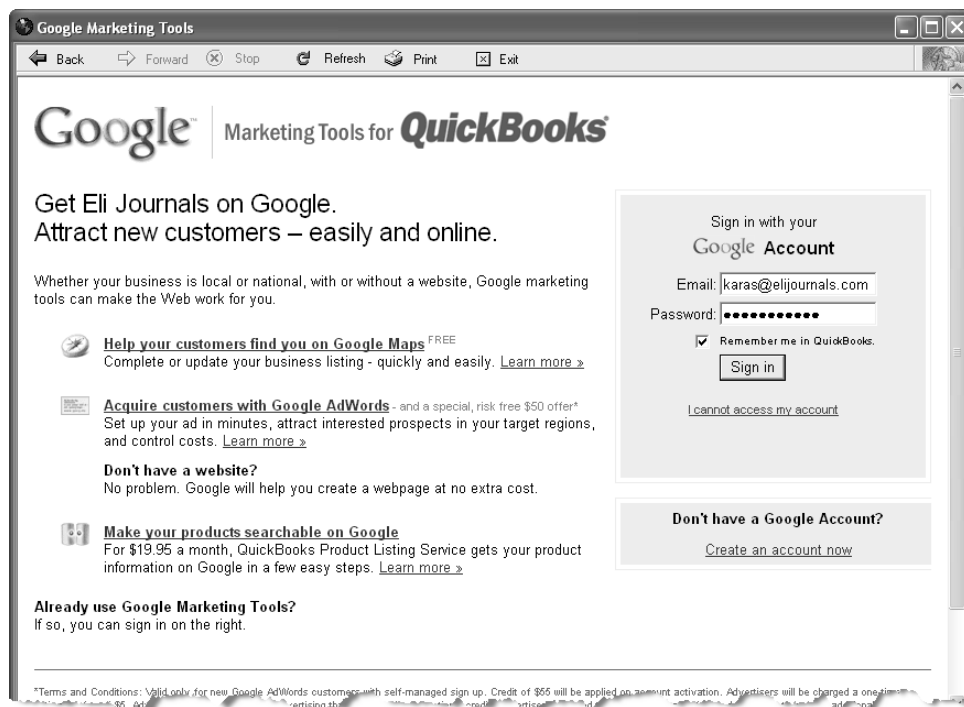 Google Marketing Tools
Back Forward Stop Refresh Print Exit
Google™ Marketing Tools for QuickBooks®
Get Eli Journals on Google.
Attract new customers – easily and online.
Whether your business is local or national, with or without a website, Google marketing
tools can make the Web work for you.
Help your customers find you on Google Maps FREE
Complete or update your business listing - quickly and easily. Learn more »
Acquire customers with Google AdWords - and a special, risk free $50 offer*
Set up your ad in minutes, attract interested prospects in your target regions,
and control costs. Learn more »
Don't have a website?
No problem. Google will help you create a webpage at no extra cost.
Make your products searchable on Google
For $19.95 a month, QuickBooks Product Listing Service gets your product
information on Google in a few easy steps. Learn more »
Already use Google Marketing Tools?
If so, you can sign in on the right.
Sign in with your
Google Account
Email: karas@elijournals.com
Password:
Remember me in QuickBooks.
Sign in
I cannot access my account
Don't have a Google Account?
Create an account now
*Terms and Conditions: Valid only for new Google AdWords customers with self-managed sign up. Credit of $55 will be applied on account activation. Advertisers will be charged a one-time